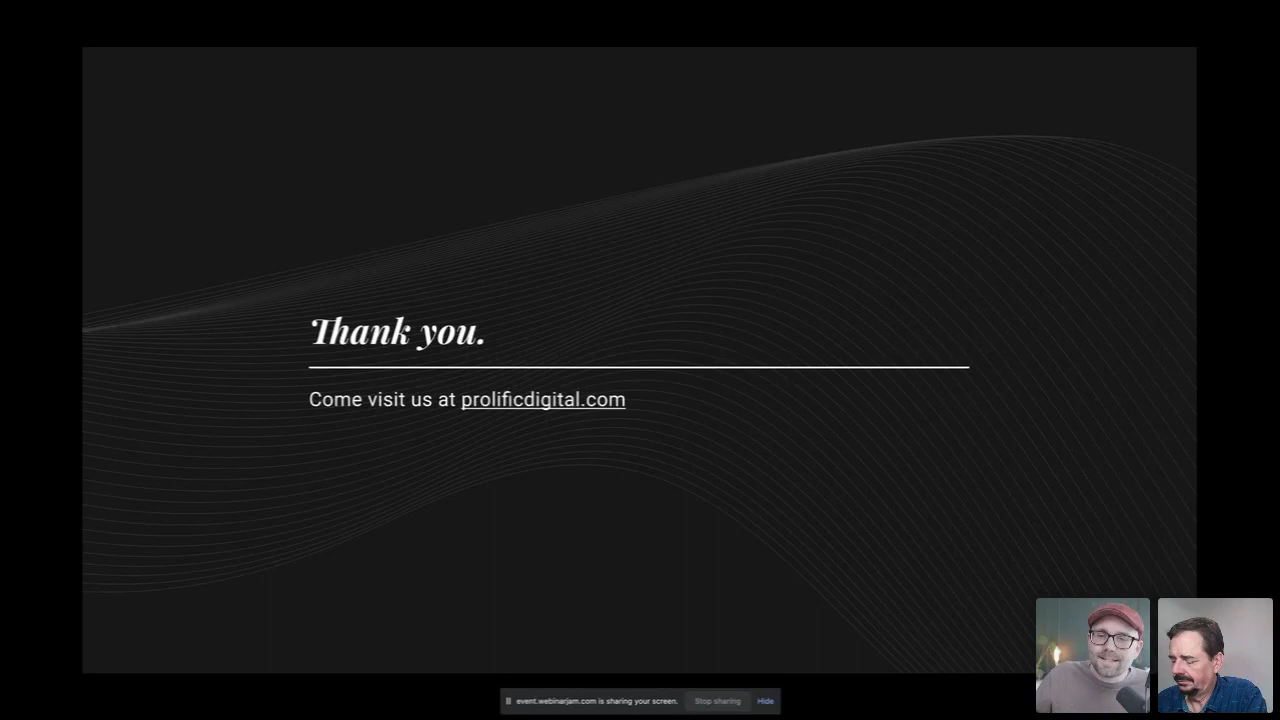 Thank you.
Come visit us at prolificdigital.com
event.webinarjam.com is sharing your screen. Stop sharing Hide